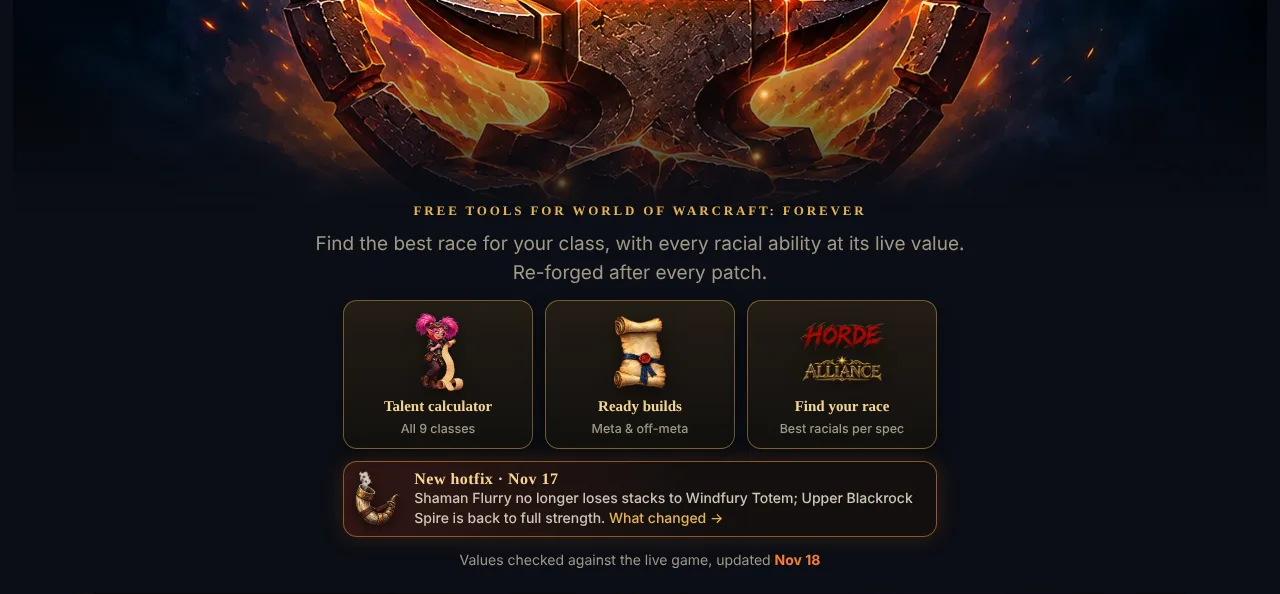 FREE TOOLS FOR WORLD OF WARCRAFT: FOREVER
Find the best race for your class, with every racial ability at its live value.
Re-forged after every patch.
HORDE
ALLIANCE
Talent calculator
Ready builds
Find your race
All 9 classes
Meta & off-meta
Best racials per spec
New hotfix · Nov 17
Shaman Flurry no longer loses stacks to Windfury Totem; Upper Blackrock
Spire is back to full strength. What changed →
Values checked against the live game, updated Nov 18